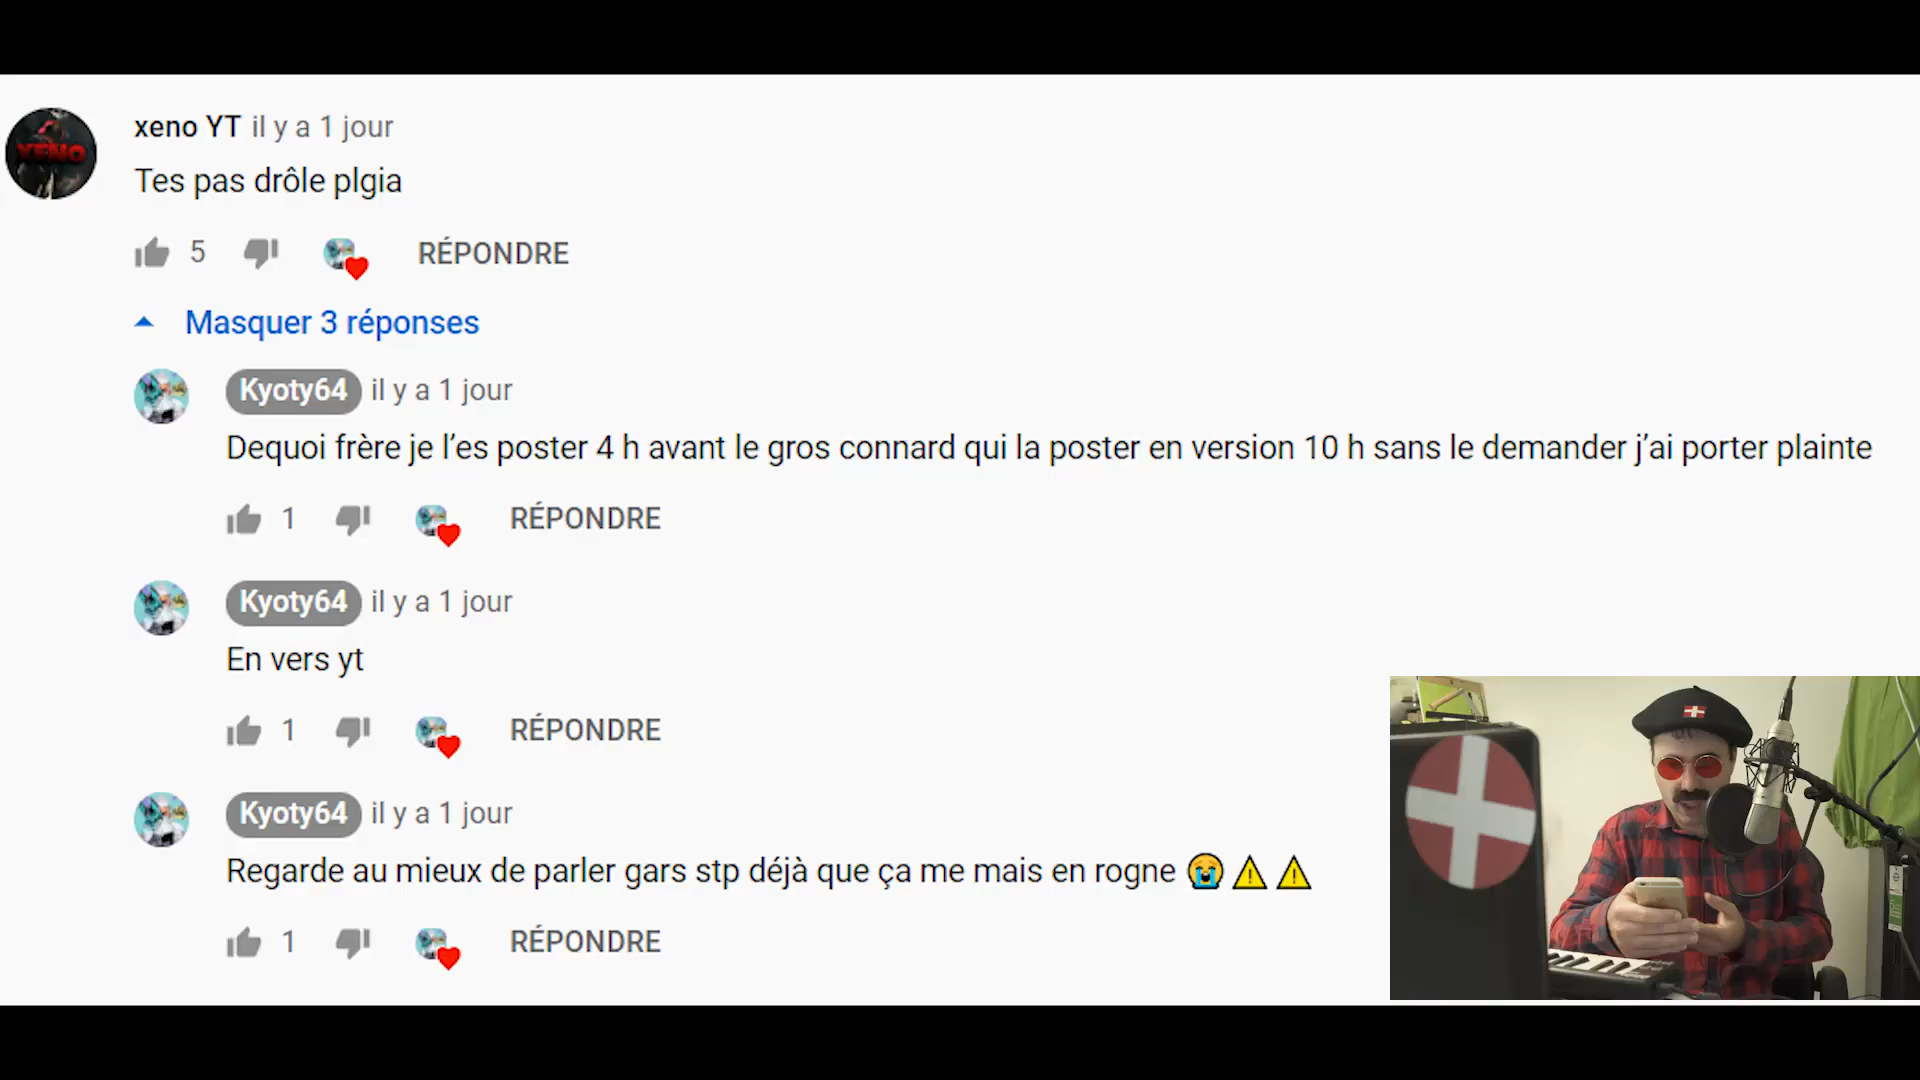 XENO
xeno YT il y a 1 jour
Tes pas drôle plgia
5 RÉPONDRE
Masquer 3 réponses
Kyoty64 il y a 1 jour
Dequoi frère je l’es poster 4 h avant le gros connard qui la poster en version 10 h sans le demander j’ai porter plainte
1 RÉPONDRE
Kyoty64 il y a 1 jour
En vers yt
1 RÉPONDRE
Kyoty64 il y a 1 jour
Regarde au mieux de parler gars stp déjà que ça me mais en rogne 😭⚠⚠
1 RÉPONDRE